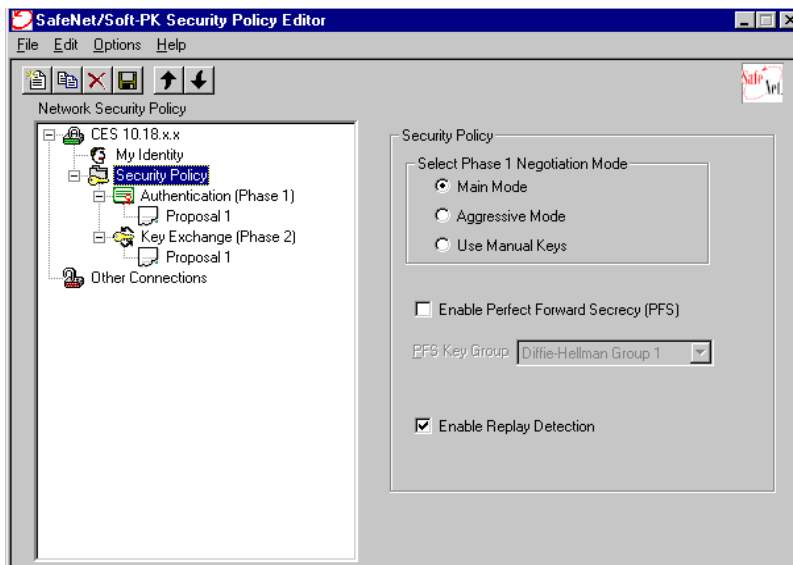 SafeNet/Soft-PK Security Policy Editor
File Edit Options Help
Safe Net.
Network Security Policy
CES 10.18.x.x
My Identity
Security Policy
Authentication (Phase 1)
Proposal 1
Key Exchange (Phase 2)
Proposal 1
Other Connections
Security Policy
Select Phase 1 Negotiation Mode
Main Mode
Aggressive Mode
Use Manual Keys
Enable Perfect Forward Secrecy (PFS)
PFS Key Group Diffie-Hellman Group 1
Enable Replay Detection